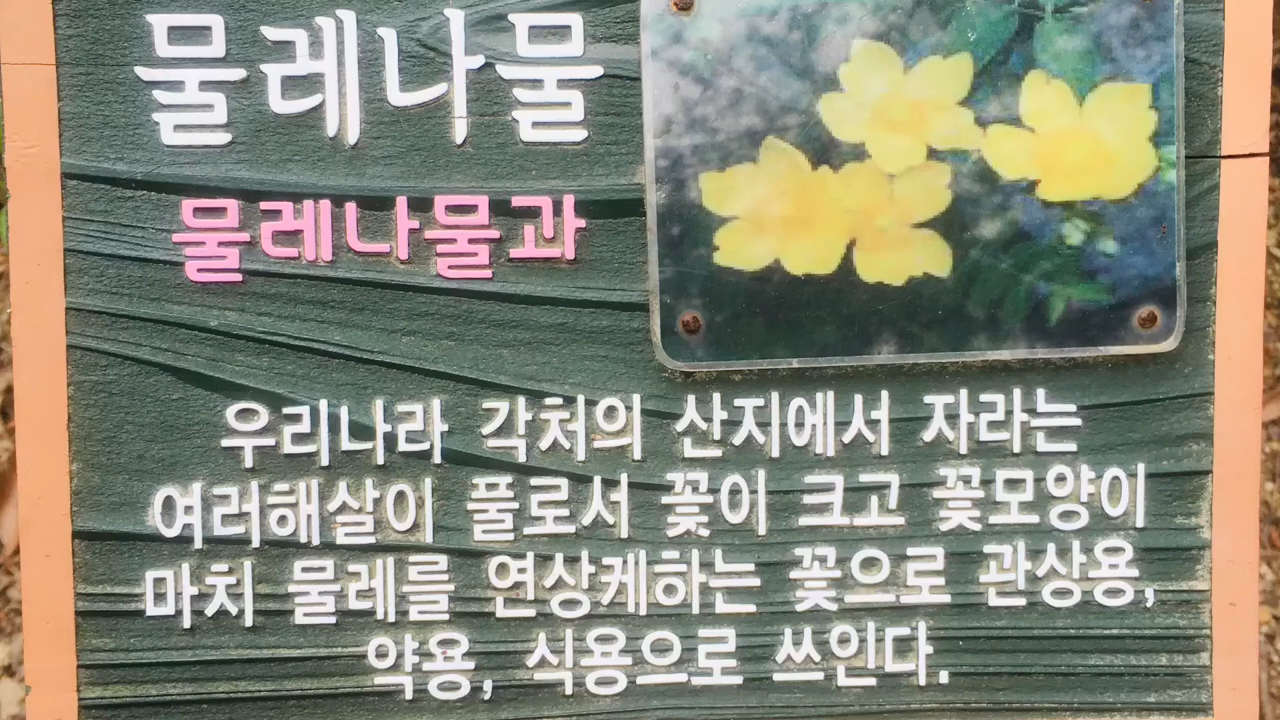 물레나물
물레나물과
우리나라 각처의 산지에서 자라는
여러해살이 풀로서 꽃이 크고 꽃모양이
마치 물레를 연상케하는 꽃으로 관상용,
약용, 식용으로 쓰인다.